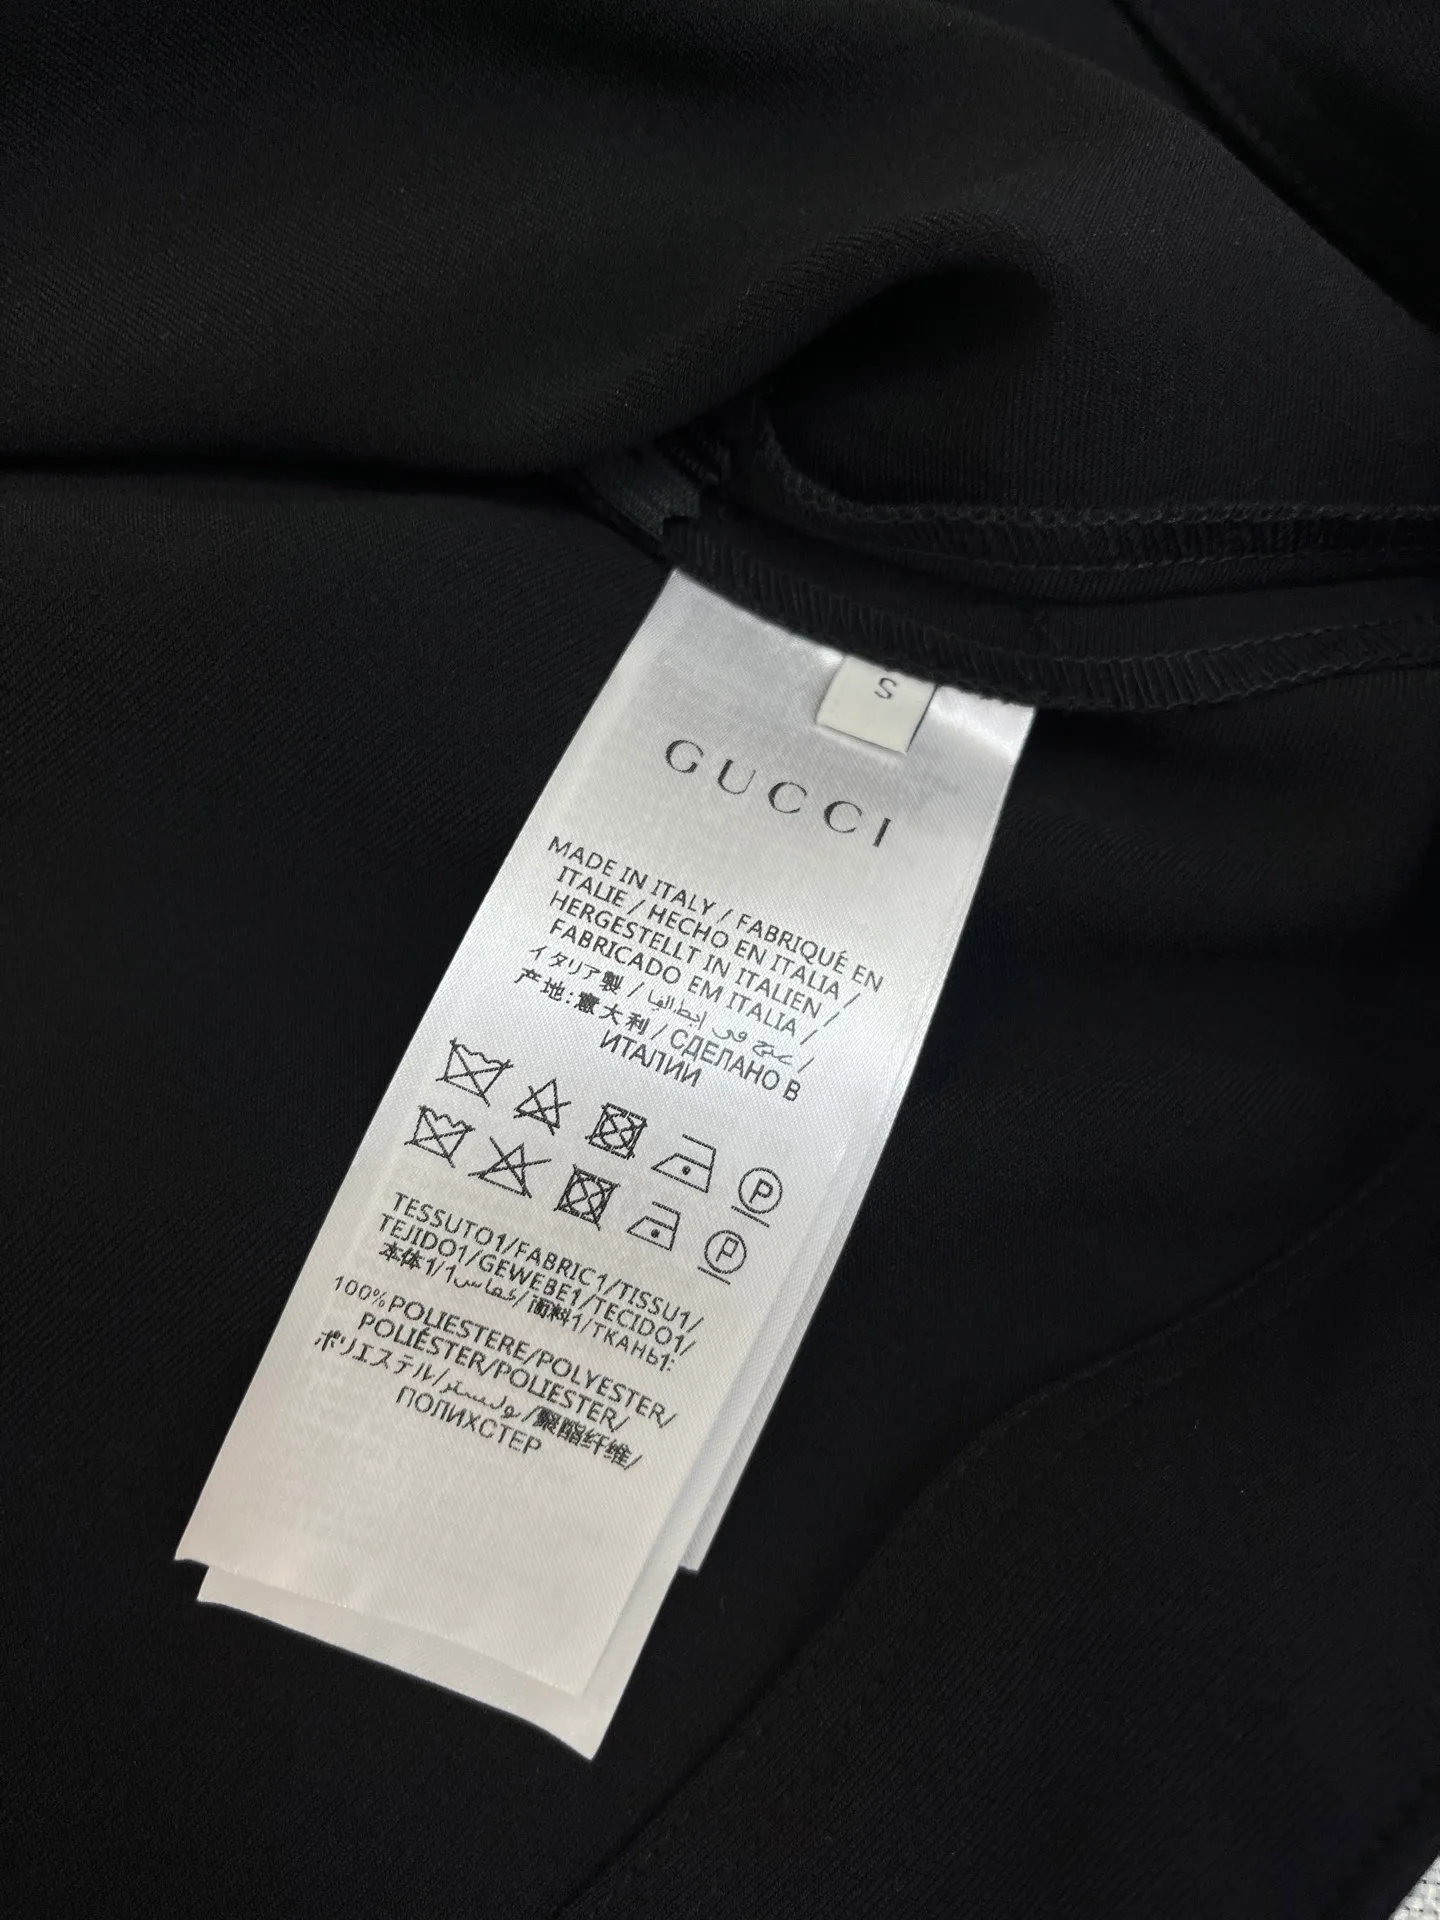 S
GUCCI
MADE IN ITALY / FABRIQUÉ EN
ITALIE / HECHO EN ITALIA /
HERGESTELLT IN ITALIEN /
FABRICADO EM ITALIA /
イタリア製 / صنع في إيطاليا /
产地:意大利 / СДЕЛАНО В
ИТАЛИИ
P
P
TESSUTO1/FABRIC1/TISSU1/
TEJIDO1/GEWEBE1/TECIDO1/
本体1/قماش1/面料1/ТКАНЬ1:
100%POLIESTERE/POLYESTER/
POLIÉSTER/POLIESTER/
ポリエステル/بوليستر/聚酯纤维/
ПОЛИХСТЕР